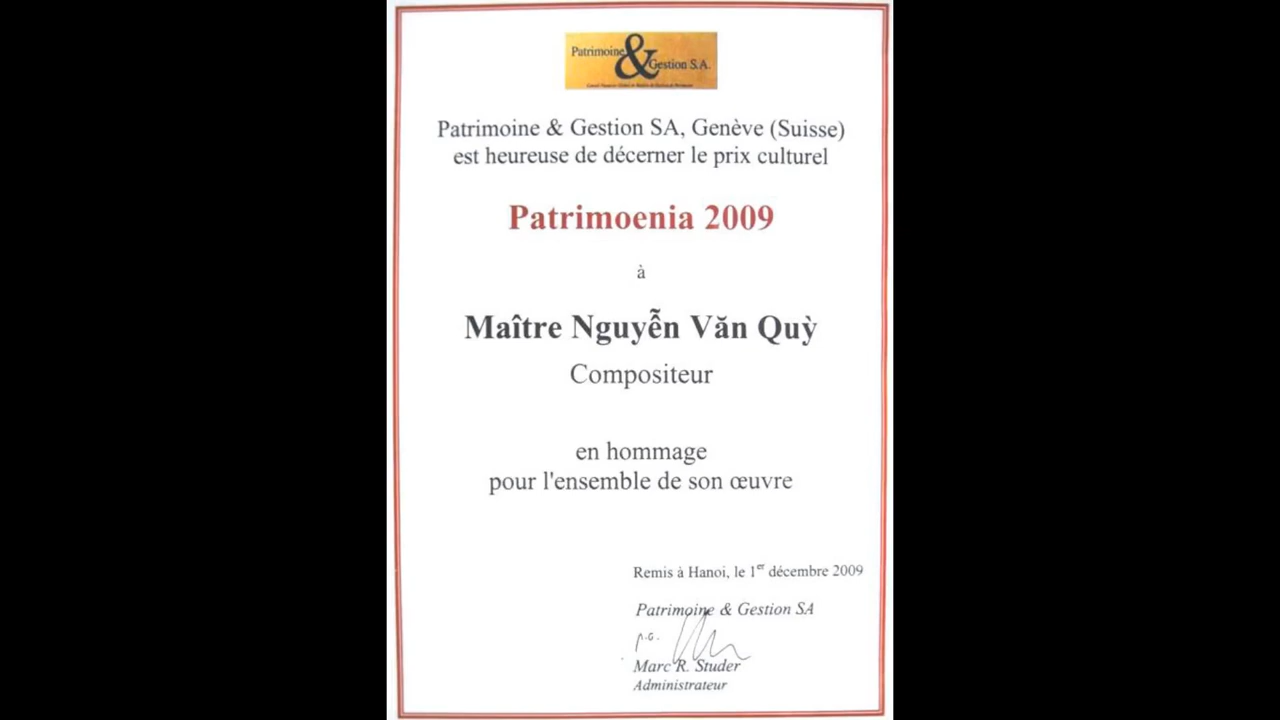 Patrimoine
&
Gestion S.A.
Patrimoine & Gestion SA, Genève (Suisse)
est heureuse de décerner le prix culturel
Patrimoenia 2009
à
Maître Nguyễn Văn Quỳ
Compositeur
en hommage
pour l'ensemble de son œuvre
Remis à Hanoi, le 1er décembre 2009
Patrimoine & Gestion SA
Marc R. Studer
Administrateur